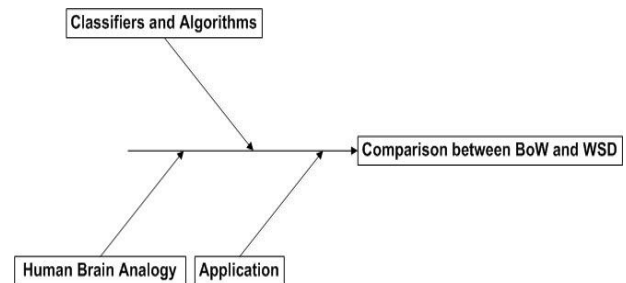 Classifiers and Algorithms
Comparison between BoW and WSD
Human Brain Analogy
Application